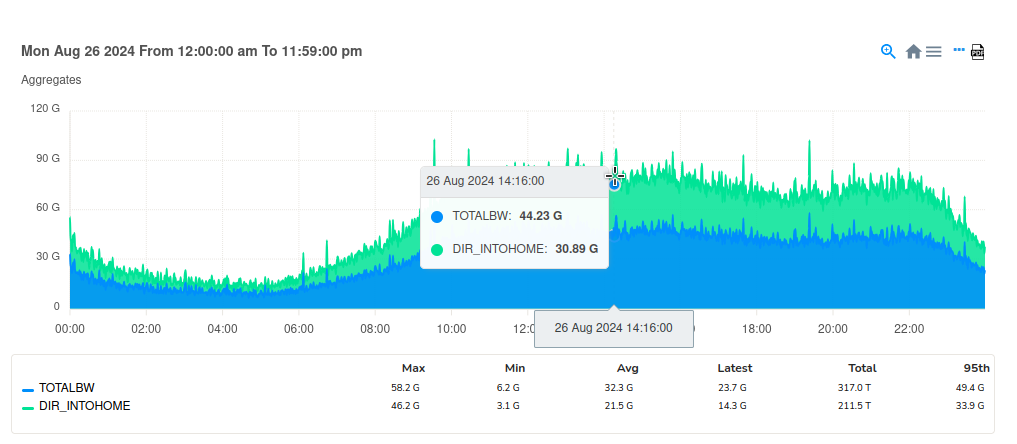 Mon Aug 26 2024 From 12:00:00 am To 11:59:00 pm
PDF
Aggregates
120 G
90 G
60 G
30 G
0
26 Aug 2024 14:16:00
TOTALBW: 44.23 G
DIR_INTOHOME: 30.89 G
00:00 02:00 04:00 06:00 08:00 10:00 12:0 18:00 20:00 22:00
26 Aug 2024 14:16:00
Max Min Avg Latest Total 95th
TOTALBW 58.2 G 6.2 G 32.3 G 23.7 G 317.0 T 49.4 G
DIR_INTOHOME 46.2 G 3.1 G 21.5 G 14.3 G 211.5 T 33.9 G